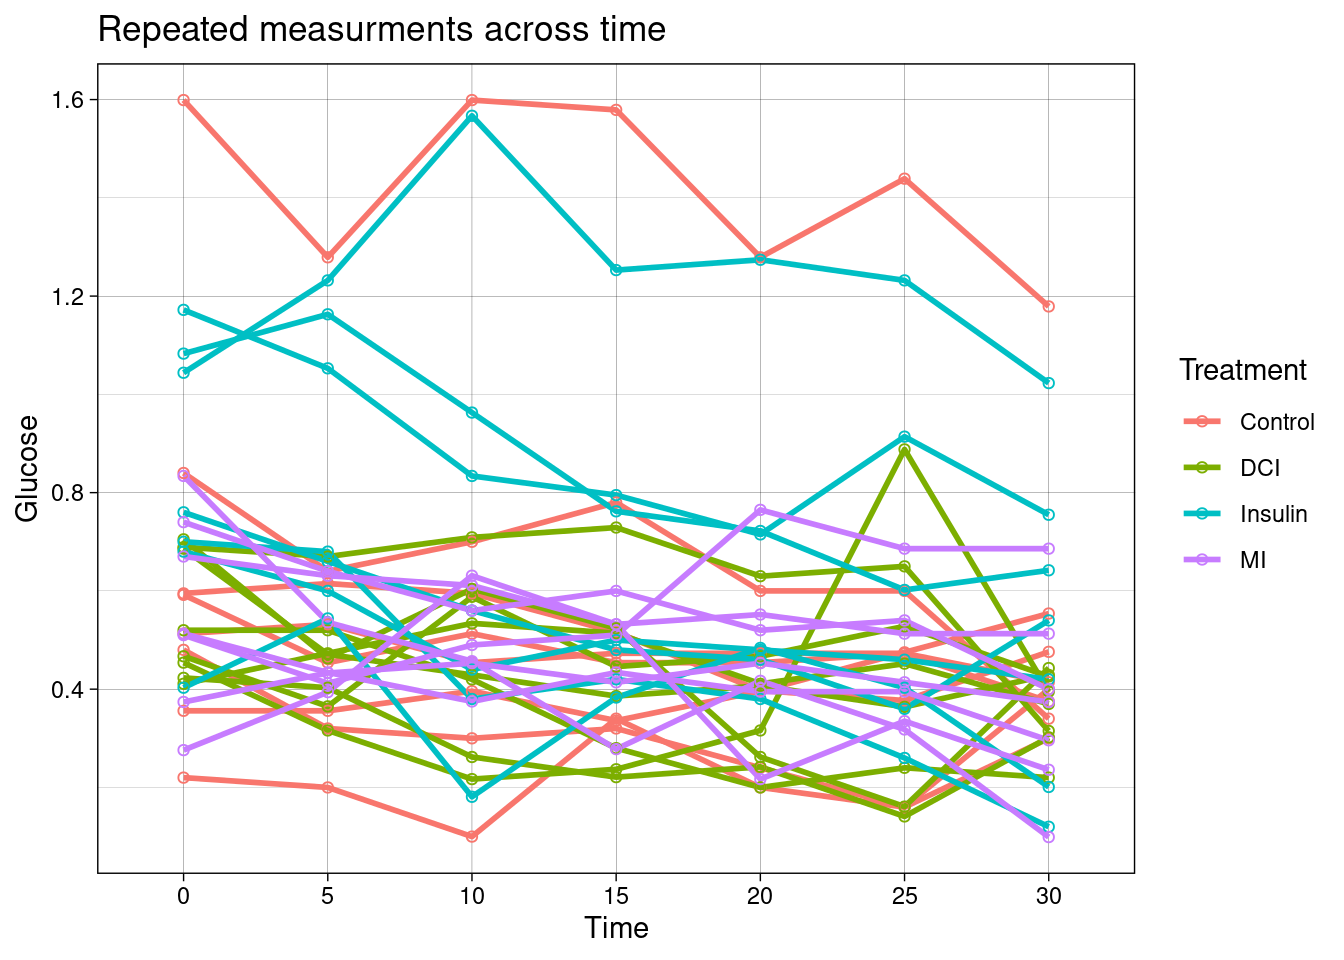 Repeated measurments across time
1.6
1.2
0.8
0.4
Glucose
0 5 10 15 20 25 30
Time
Treatment
Control
DCI
Insulin
MI